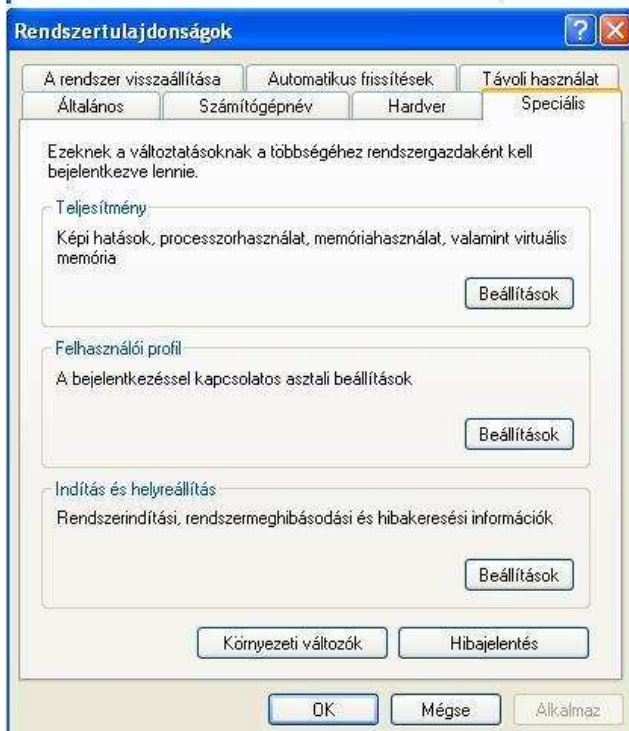 Rendszertulajdonságok
A rendszer visszaállítása Automatikus frissítések Távoli használat
Általános Számítógépnév Hardver Speciális
Ezeknek a változtatásoknak a többségéhez rendszergazdaként kell
bejelentkezve lennie.
Teljesítmény
Képi hatások, processzorhasználat, memóriahasználat, valamint virtuális
memória
Beállítások
Felhasználói profil
A bejelentkezéssel kapcsolatos asztali beállítások
Beállítások
Indítás és helyreállítás
Rendszerindítási, rendszermeghibásodási és hibakeresési információk
Beállítások
Környezeti változók Hibajelentés
OK Mégse Alkalmaz